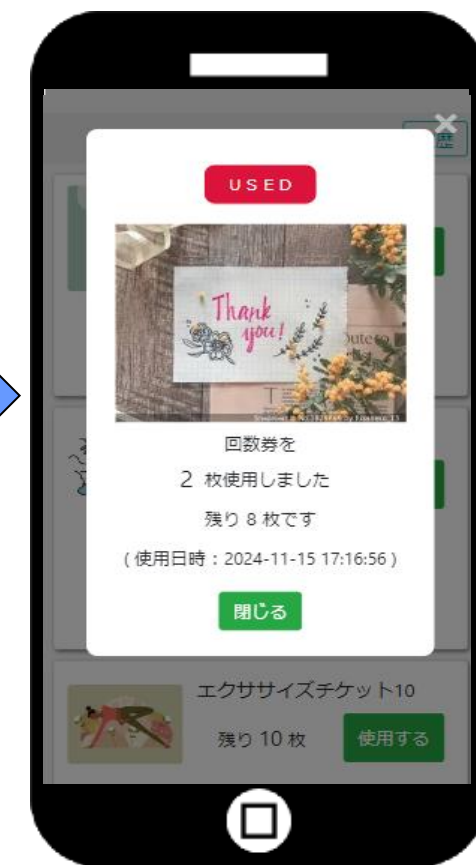 歴
USED
Thank
you!
回数券を
2 枚使用しました
残り 8 枚です
( 使用日時：2024-11-15 17:16:56 )
閉じる
エクササイズチケット10
残り 10 枚
使用する